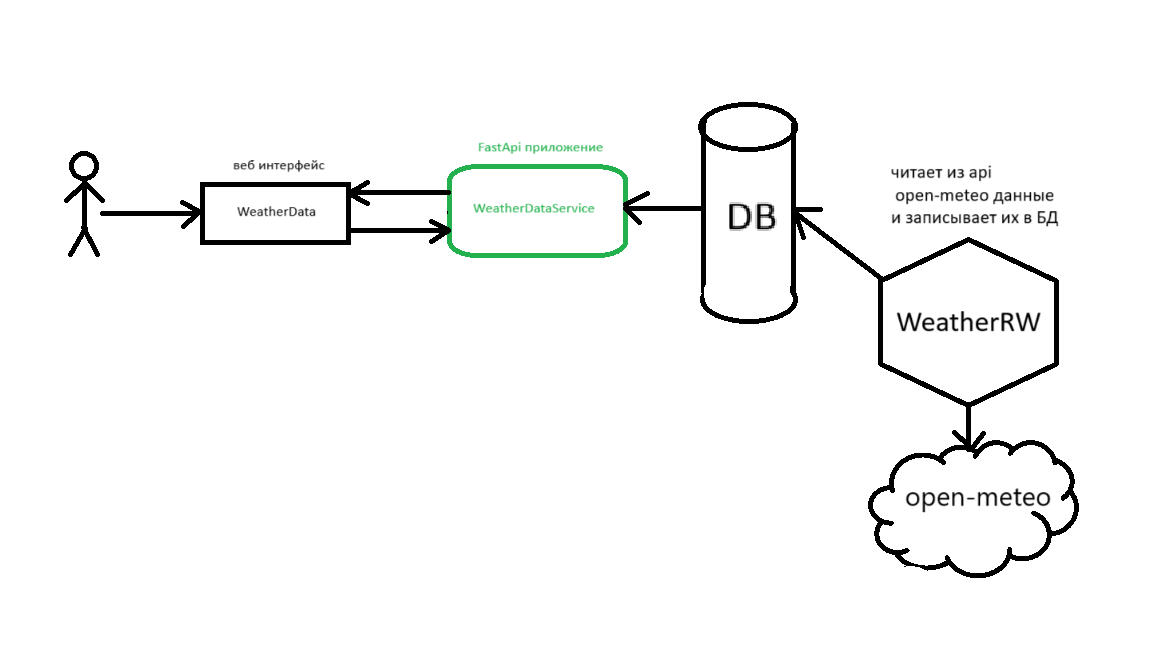 веб интерфейс
WeatherData
FastApi приложение
WeatherDataService
DB
читает из api
open-meteo данные
и записывает их в БД
WeatherRW
open-meteo